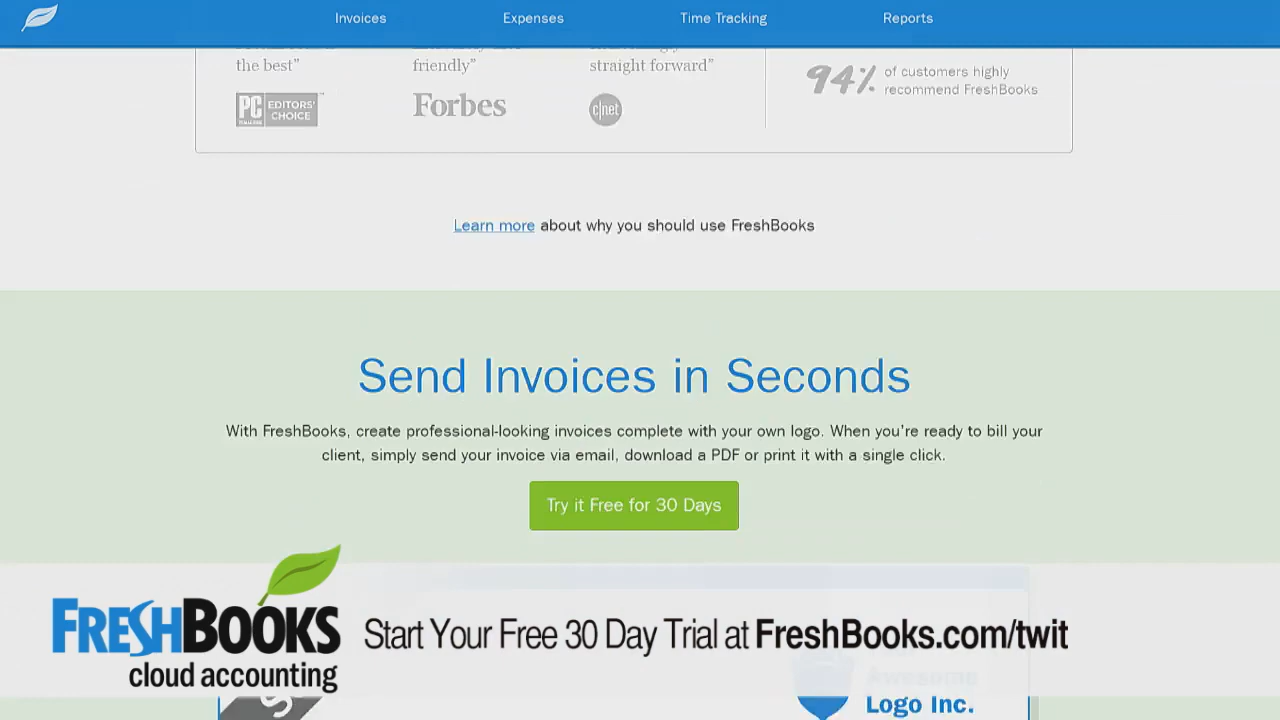 Invoices Expenses Time Tracking Reports
the best” friendly” straight forward”
94% of customers highly
recommend FreshBooks
PC EDITORS'
CHOICE
Forbes
c|net
Learn more about why you should use FreshBooks
Send Invoices in Seconds
With FreshBooks, create professional-looking invoices complete with your own logo. When you're ready to bill your
client, simply send your invoice via email, download a PDF or print it with a single click.
Try it Free for 30 Days
FRESHBOOKS
cloud accounting
Start Your Free 30 Day Trial at FreshBooks.com/twit
Awesome
Logo Inc.